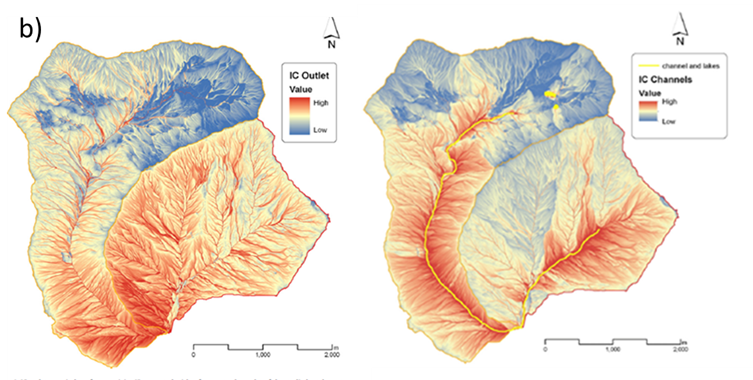 b)
N
IC Outlet
Value
High
Low
0 1,000 2,000 m
N
channel and lakes
IC Channels
Value
High
Low
0 1,000 2,000 m